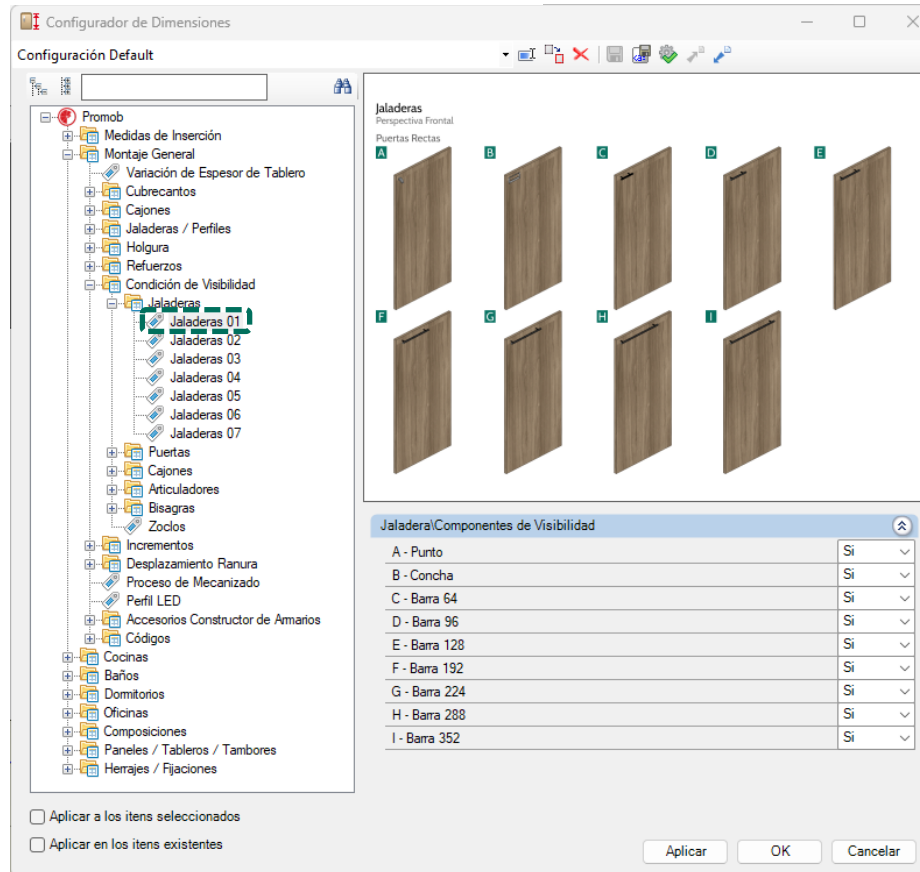 Configurador de Dimensiones
Configuración Default
Promob
Medidas de Inserción
Montaje General
Variación de Espesor de Tablero
Cubrecantos
Cajones
Jaladeras / Perfiles
Holgura
Refuerzos
Condición de Visibilidad
Jaladeras
Jaladeras 01
Jaladeras 02
Jaladeras 03
Jaladeras 04
Jaladeras 05
Jaladeras 06
Jaladeras 07
Puertas
Cajones
Articuladores
Bisagras
Zoclos
Incrementos
Desplazamiento Ranura
Proceso de Mecanizado
Perfil LED
Accesorios Constructor de Armarios
Códigos
Cocinas
Baños
Dormitorios
Oficinas
Composiciones
Paneles / Tableros / Tambores
Herrajes / Fijaciones
Jaladeras
Perspectiva Frontal
Puertas Rectas
A B C D E
F G H I
Jaladera\Componentes de Visibilidad
A - Punto Si
B - Concha Si
C - Barra 64 Si
D - Barra 96 Si
E - Barra 128 Si
F - Barra 192 Si
G - Barra 224 Si
H - Barra 288 Si
I - Barra 352 Si
Aplicar a los itens seleccionados
Aplicar en los itens existentes
Aplicar OK Cancelar